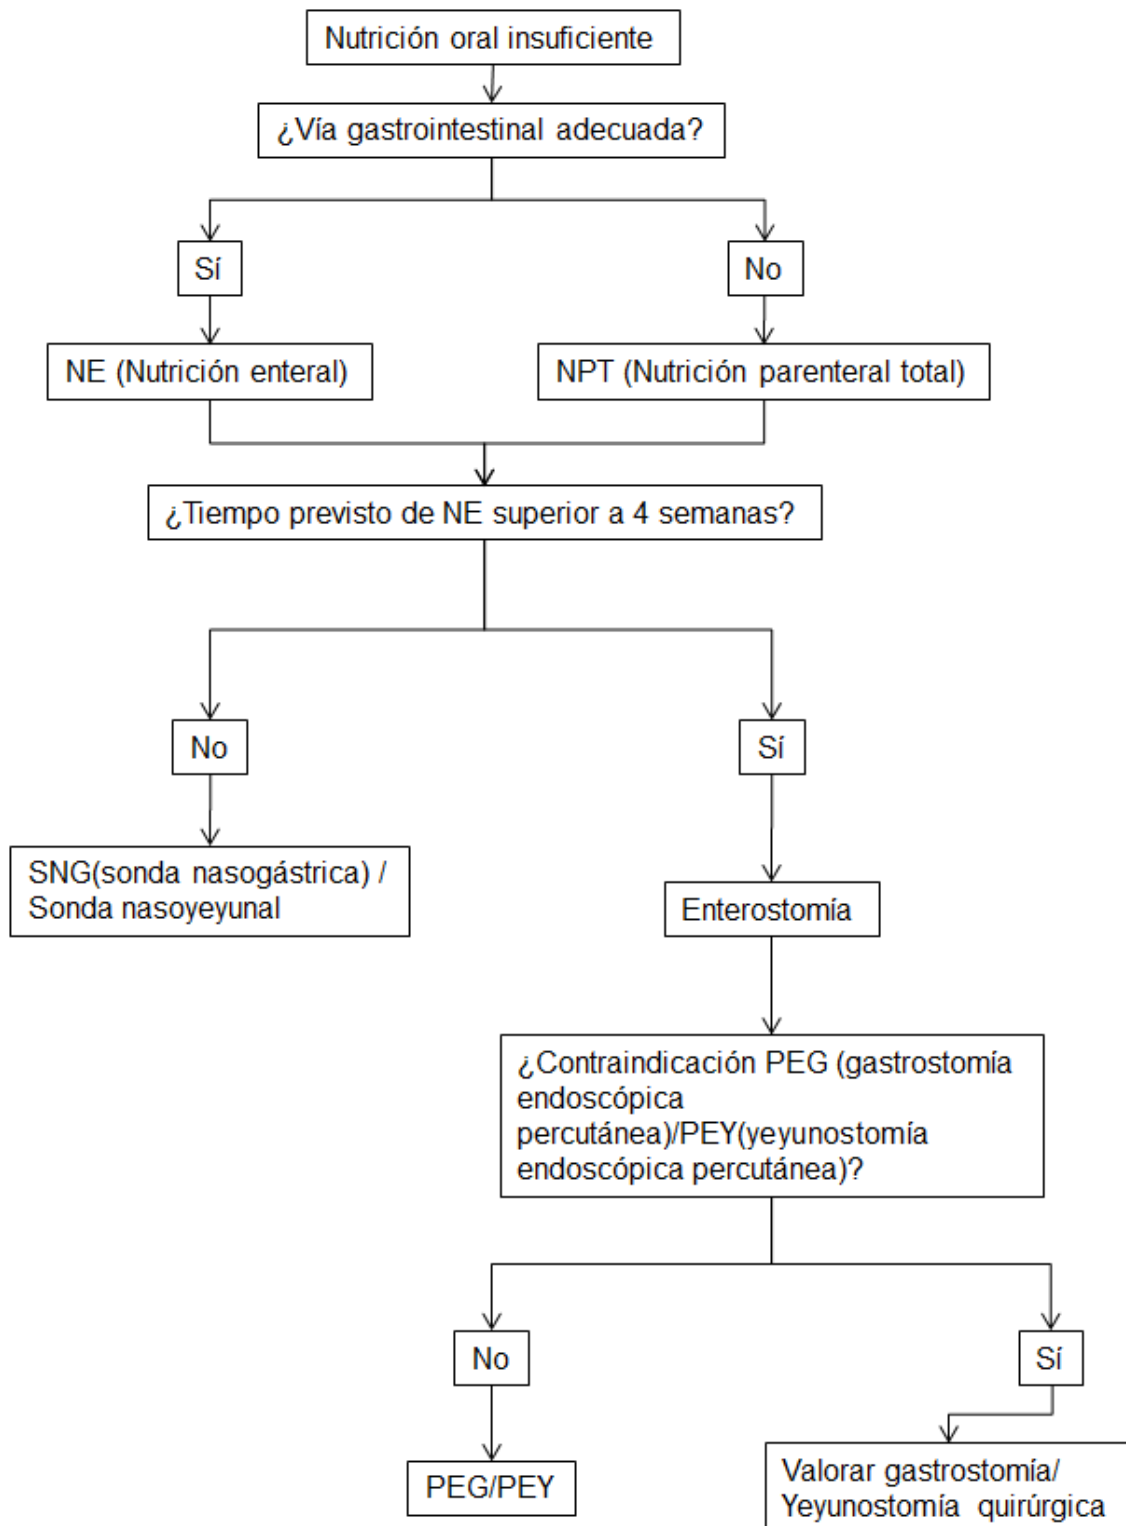 Nutrición oral insuficiente
¿Vía gastrointestinal adecuada?
Sí
No
NE (Nutrición enteral)
NPT (Nutrición parenteral total)
¿Tiempo previsto de NE superior a 4 semanas?
No
Sí
SNG(sonda nasogástrica) /
Sonda nasoyeyunal
Enterostomía
¿Contraindicación PEG (gastrostomía
endoscópica
percutánea)/PEY(yeyunostomía
endoscópica percutánea)?
No
Sí
PEG/PEY
Valorar gastrostomía/
Yeyunostomía quirúrgica